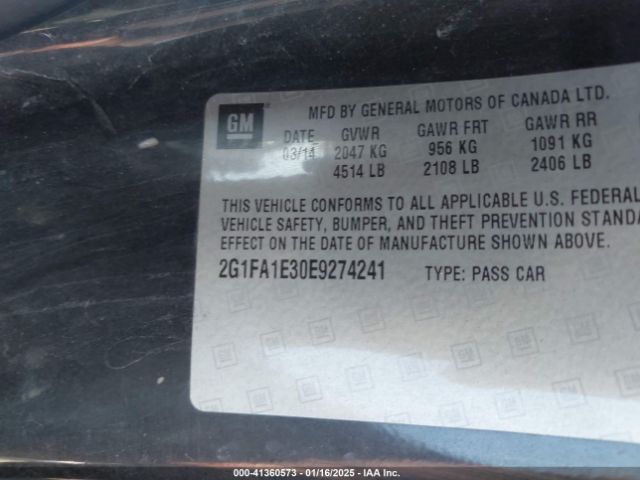 GM
MFD BY GENERAL MOTORS OF CANADA LTD.
DATE GVWR GAWR FRT GAWR RR
03/14 2047 KG 956 KG 1091 KG
4514 LB 2108 LB 2406 LB
THIS VEHICLE CONFORMS TO ALL APPLICABLE U.S. FEDERAL
VEHICLE SAFETY, BUMPER, AND THEFT PREVENTION STANDA
EFFECT ON THE DATE OF MANUFACTURE SHOWN ABOVE.
2G1FA1E30E9274241 TYPE: PASS CAR
000-41360573 - 01/16/2025 - IAA Inc.